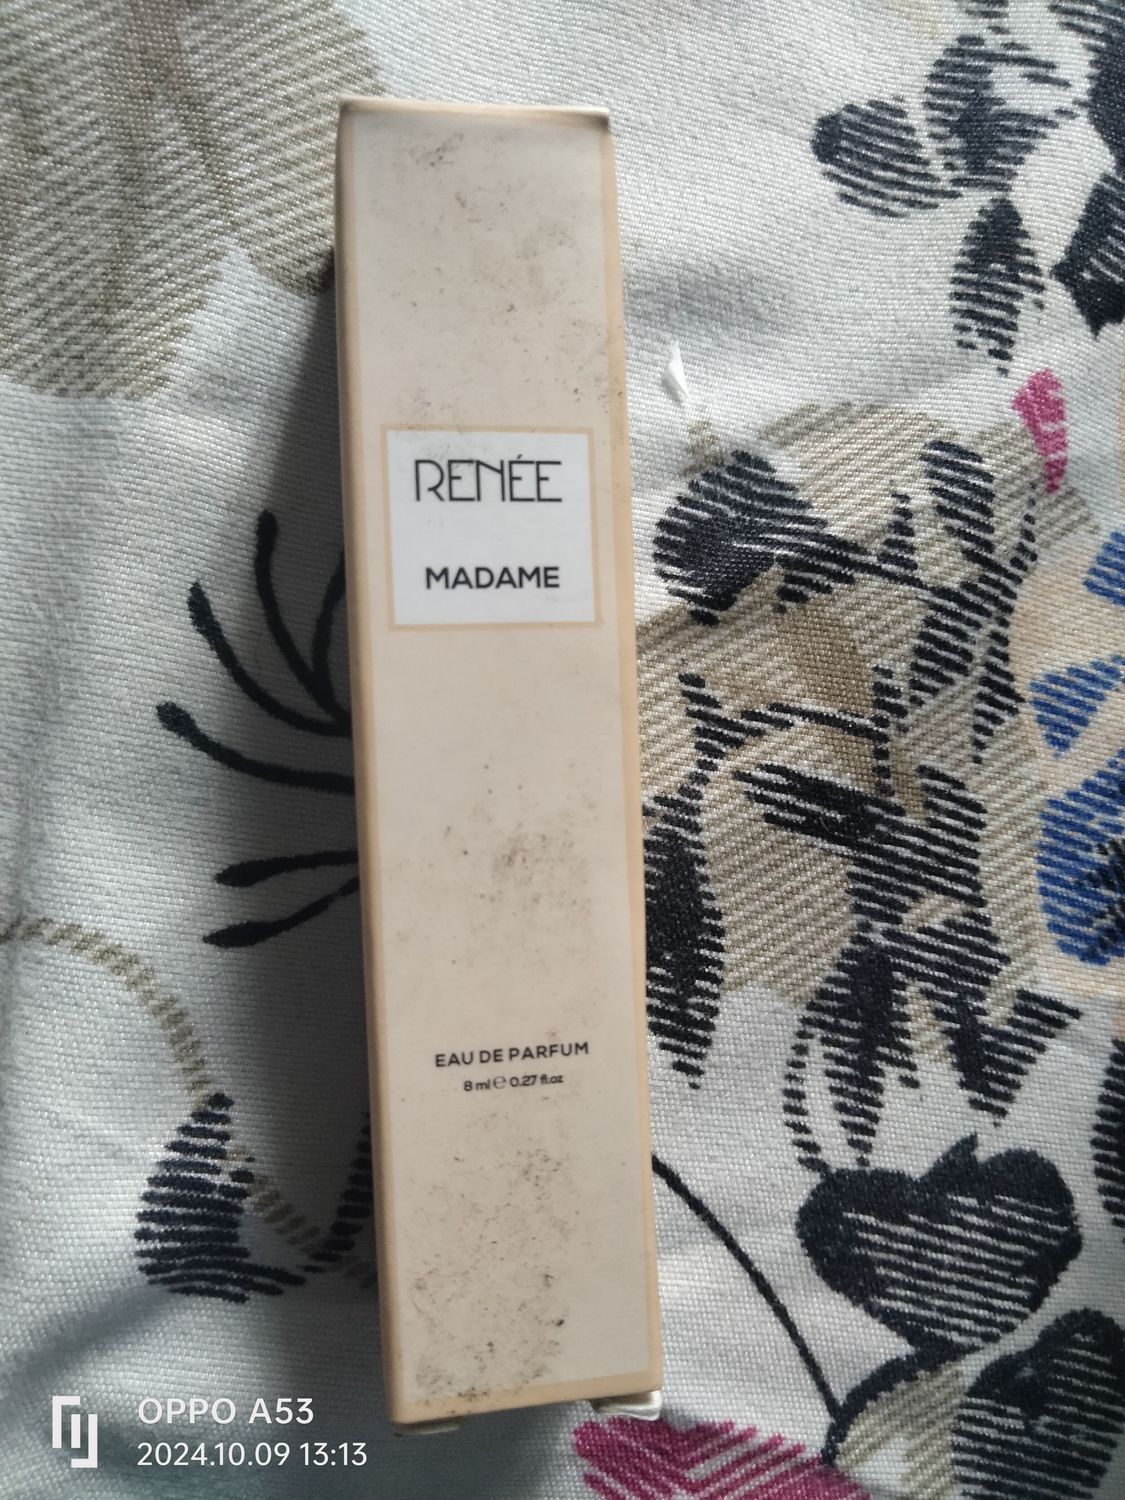 RENÉE
MADAME
EAU DE PARFUM
8 ml ℮ 0.27 fl.oz
OPPO A53
2024.10.09 13:13